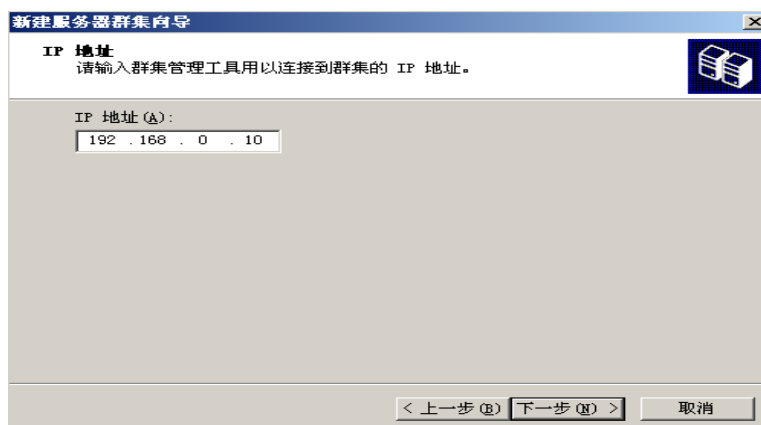 新建服务器群集向导
IP 地址
请输入群集管理工具用以连接到群集的 IP 地址。
IP 地址(A):
192 .168 . 0 . 10
< 上一步(B) 下一步(N) > 取消